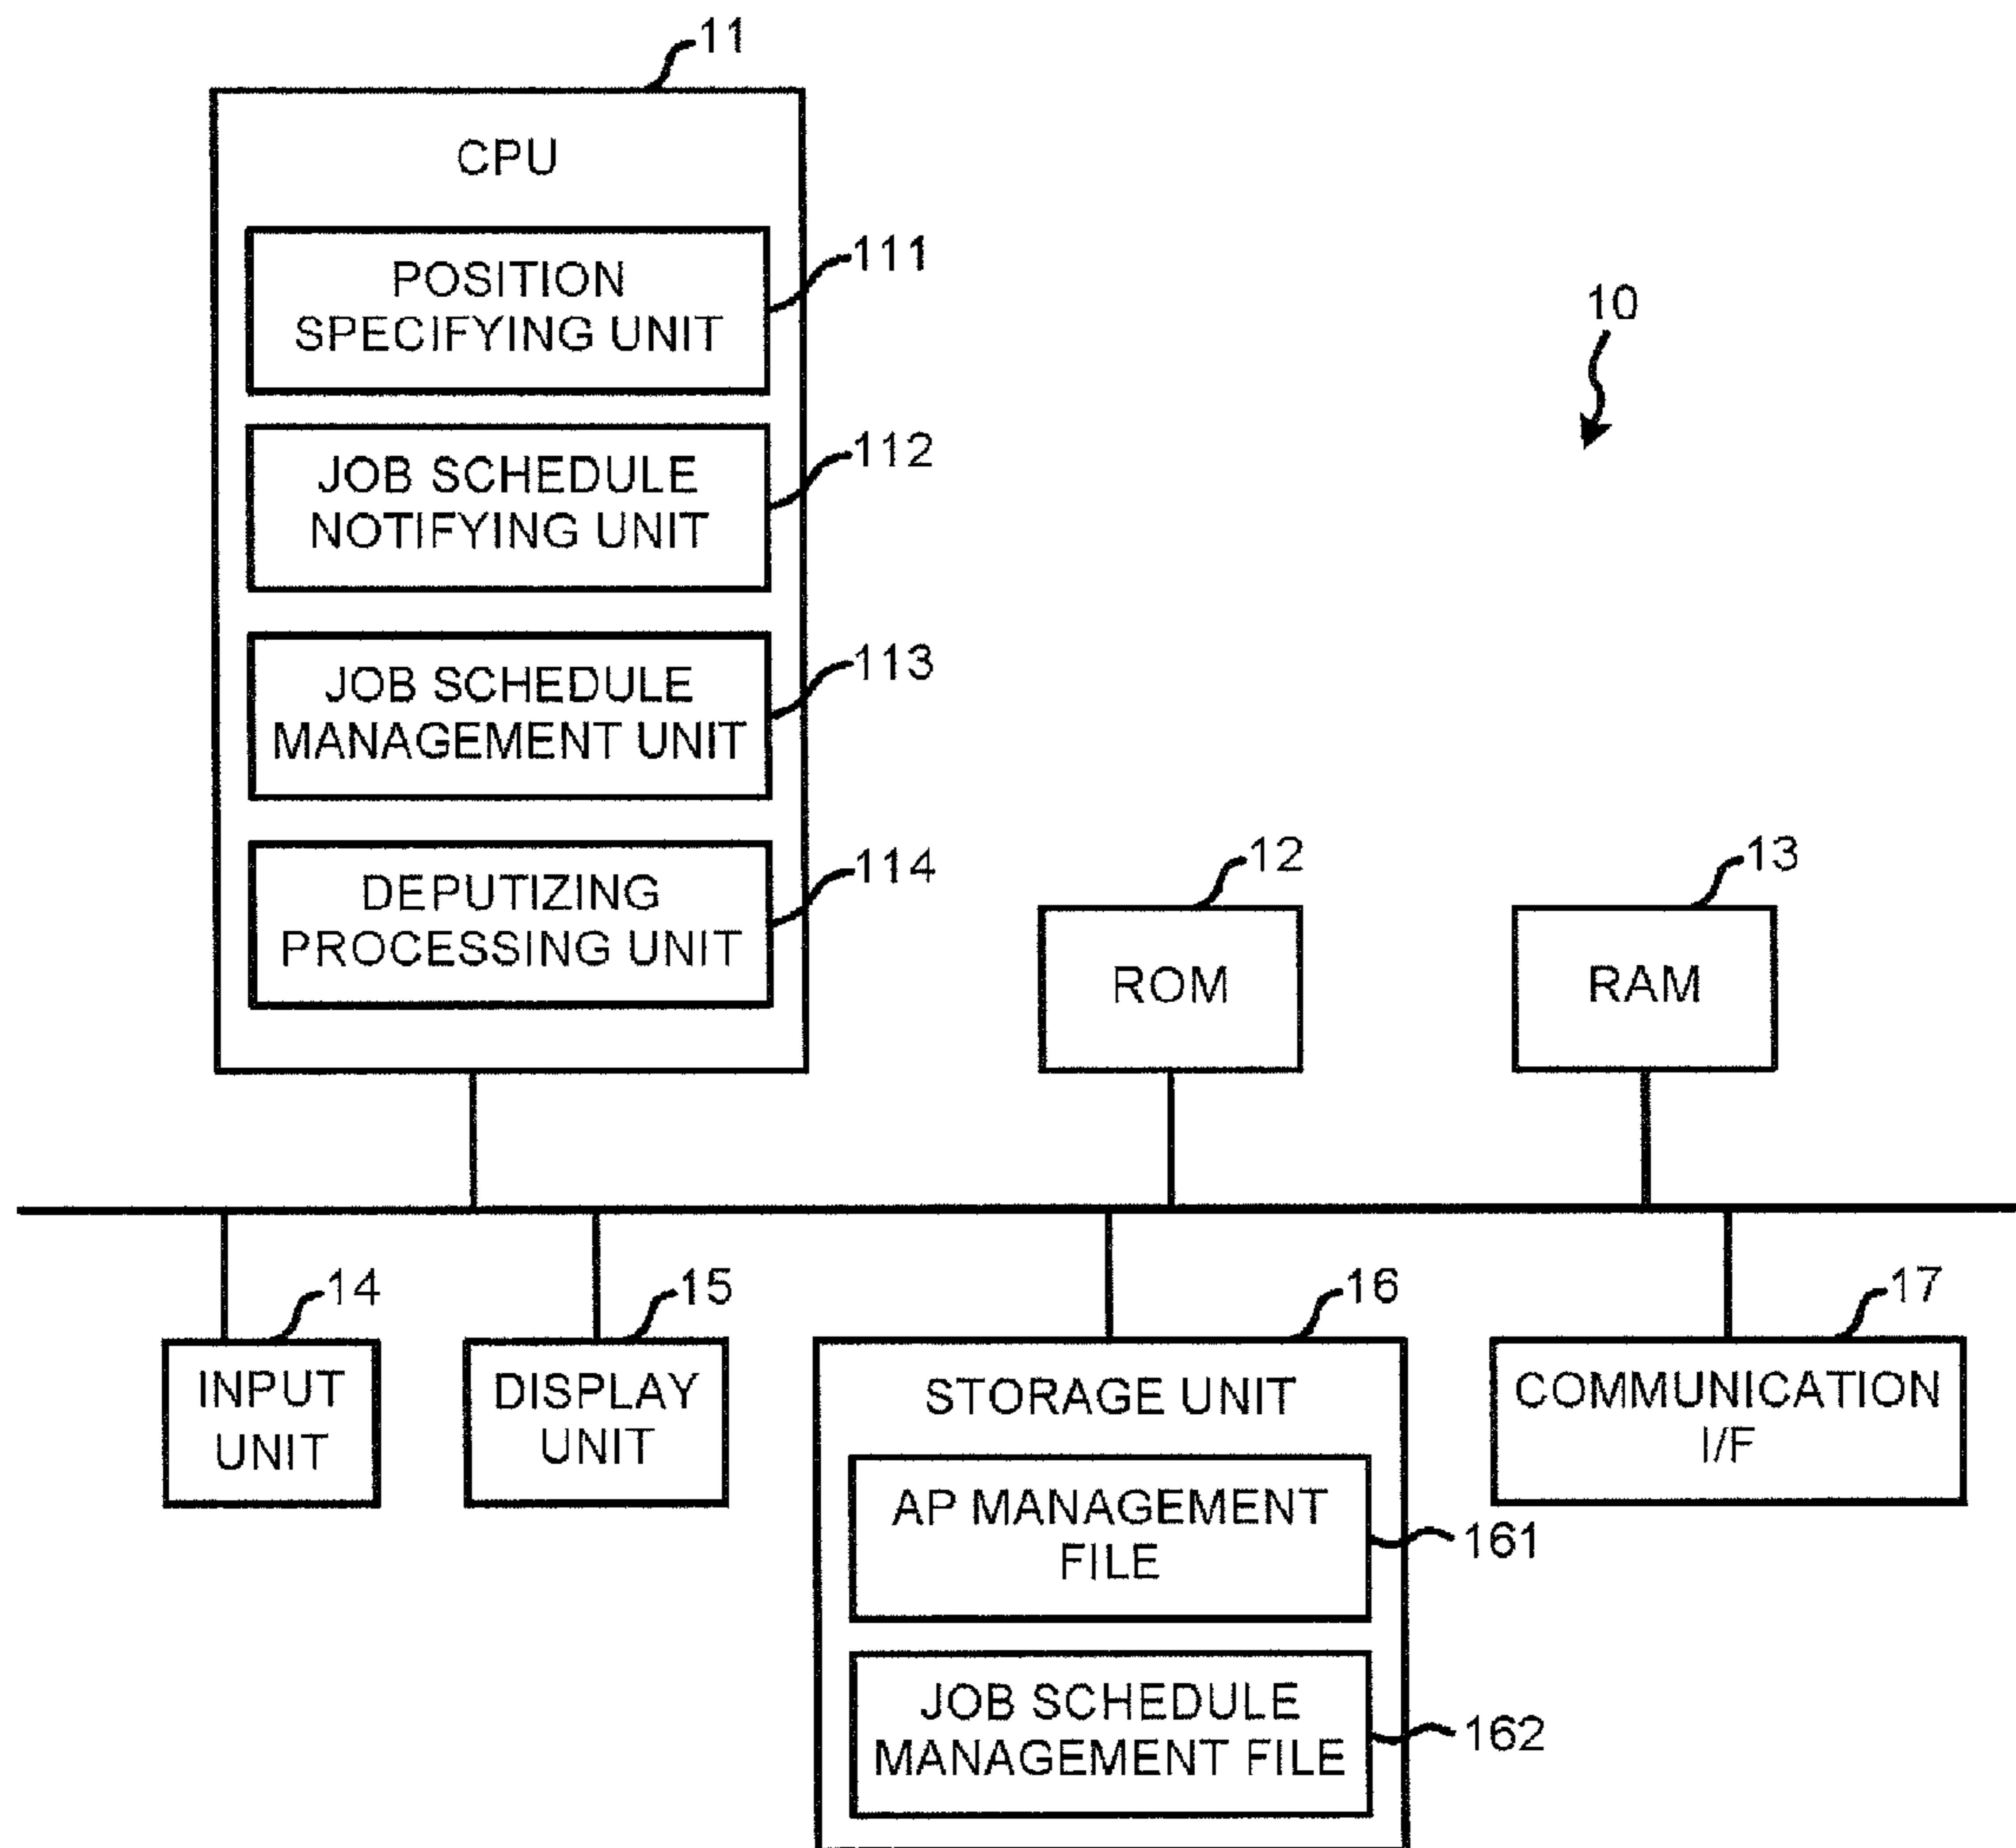 11
CPU
POSITION
SPECIFYING UNIT
111
10
JOB SCHEDULE
NOTIFYING UNIT
112
JOB SCHEDULE
MANAGEMENT UNIT
113
DEPUTIZING
PROCESSING UNIT
114
12
ROM
13
RAM
14
INPUT
UNIT
15
DISPLAY
UNIT
16
STORAGE UNIT
AP MANAGEMENT
FILE
161
JOB SCHEDULE
MANAGEMENT FILE
162
17
COMMUNICATION
I/F